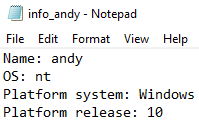 info_andy - Notepad
File Edit Format View Help
Name: andy
OS: nt
Platform system: Windows
Platform release: 10